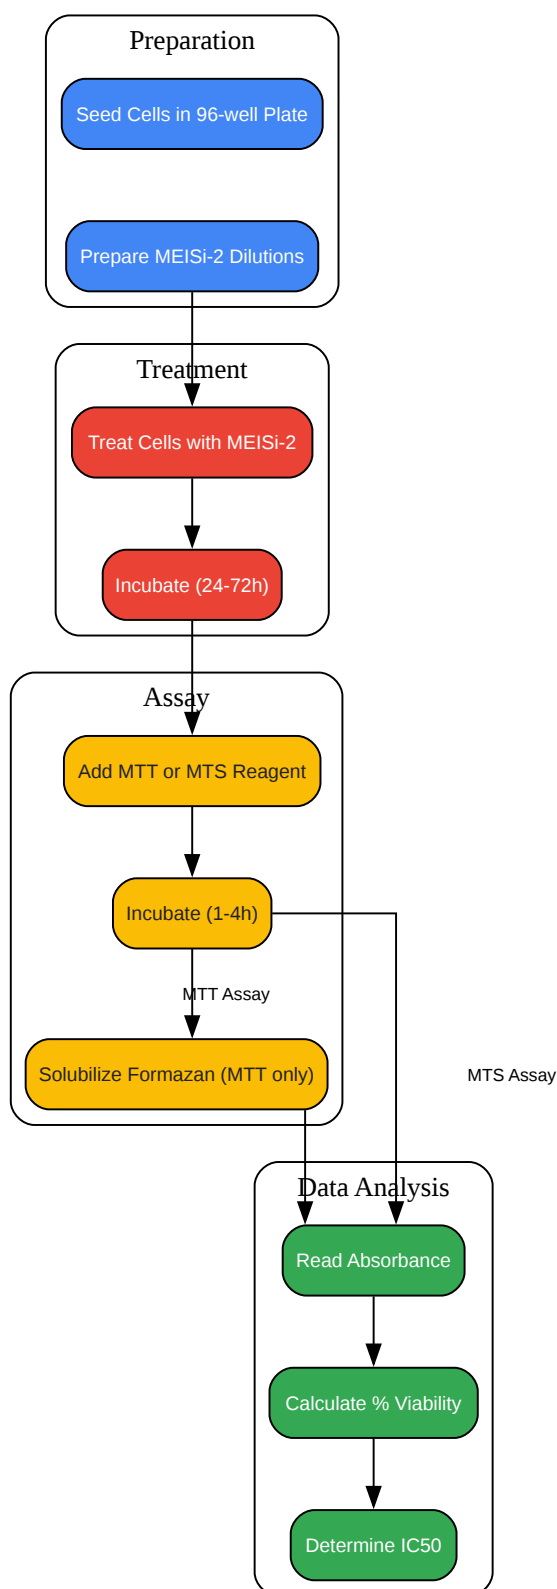 Preparation
Seed Cells in 96-well Plate
Prepare MEISi-2 Dilutions
Treatment
Treat Cells with MEISi-2
Incubate (24-72h)
Assay
Add MTT or MTS Reagent
Incubate (1-4h)
MTT Assay
Solubilize Formazan (MTT only)
MTS Assay
Data Analysis
Read Absorbance
Calculate % Viability
Determine IC50